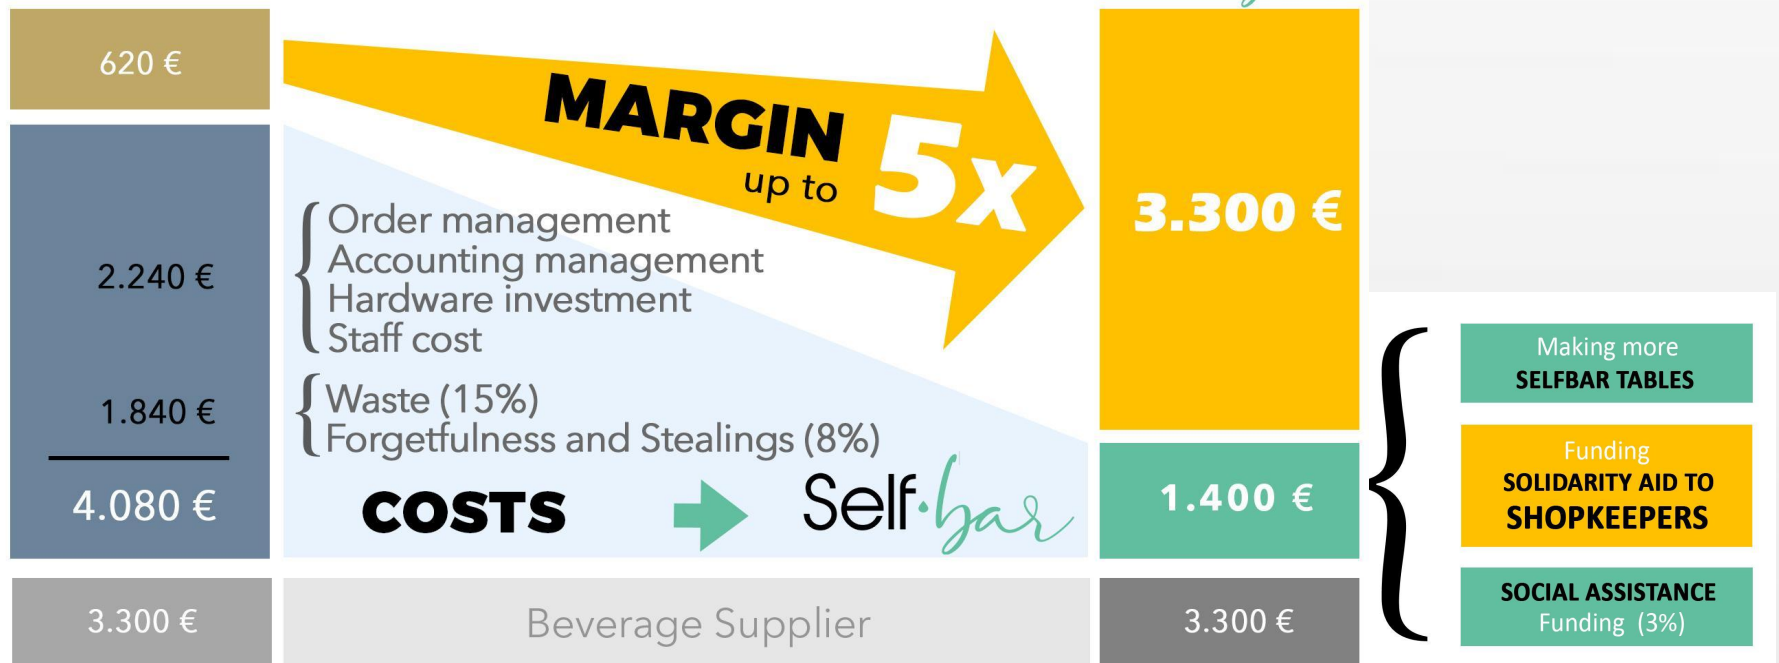 620 €
MARGIN
up to
5x
3.300 €
2.240 €
Order management
Accounting management
Hardware investment
Staff cost
1.840 €
Waste (15%)
Forgetfulness and Stealings (8%)
4.080 €
COSTS
Self·bar
1.400 €
3.300 €
Beverage Supplier
3.300 €
Making more
SELFBAR TABLES
Funding
SOLIDARITY AID TO
SHOPKEEPERS
SOCIAL ASSISTANCE
Funding (3%)